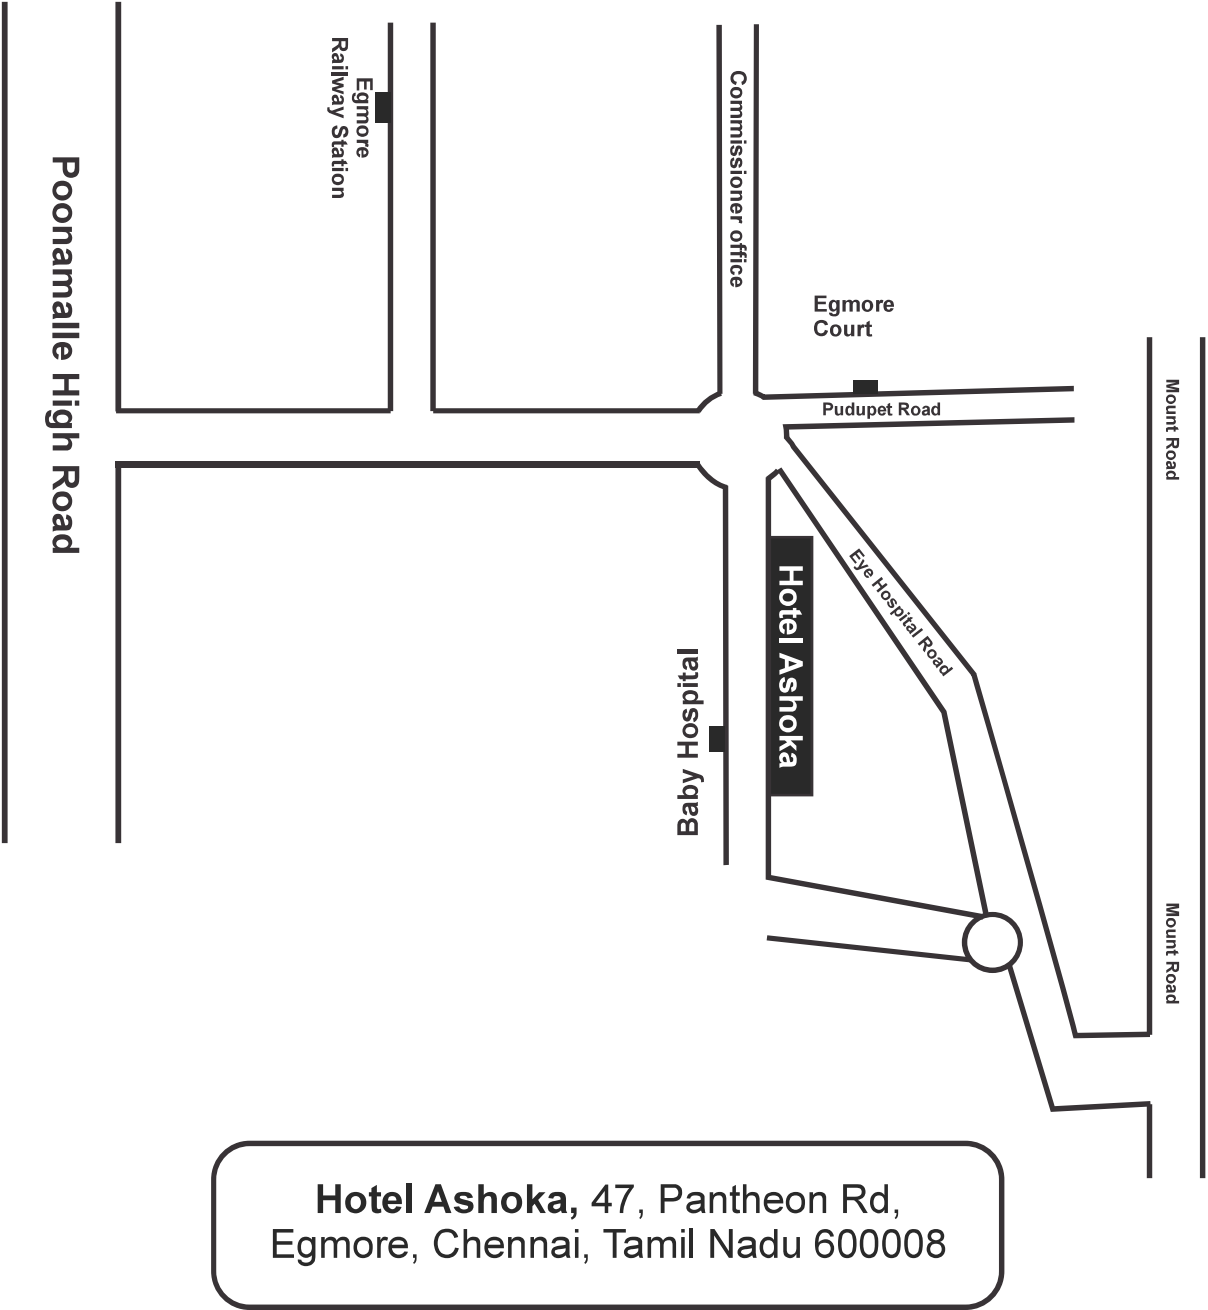 Egmore
Railway Station
Commissioner office
Poonamalle High Road
Egmore
Court
Pudupet Road
Mount Road
Eye Hospital Road
Hotel Ashoka
Baby Hospital
Mount Road
Hotel Ashoka, 47, Pantheon Rd,
Egmore, Chennai, Tamil Nadu 600008